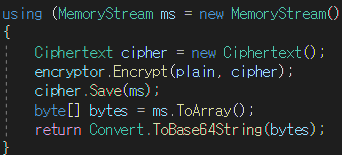 using (MemoryStream ms = new MemoryStream()
{
Ciphertext cipher = new Ciphertext();
encryptor.Encrypt(plain, cipher);
cipher.Save(ms);
byte[] bytes = ms.ToArray();
return Convert.ToBase64String(bytes);
}